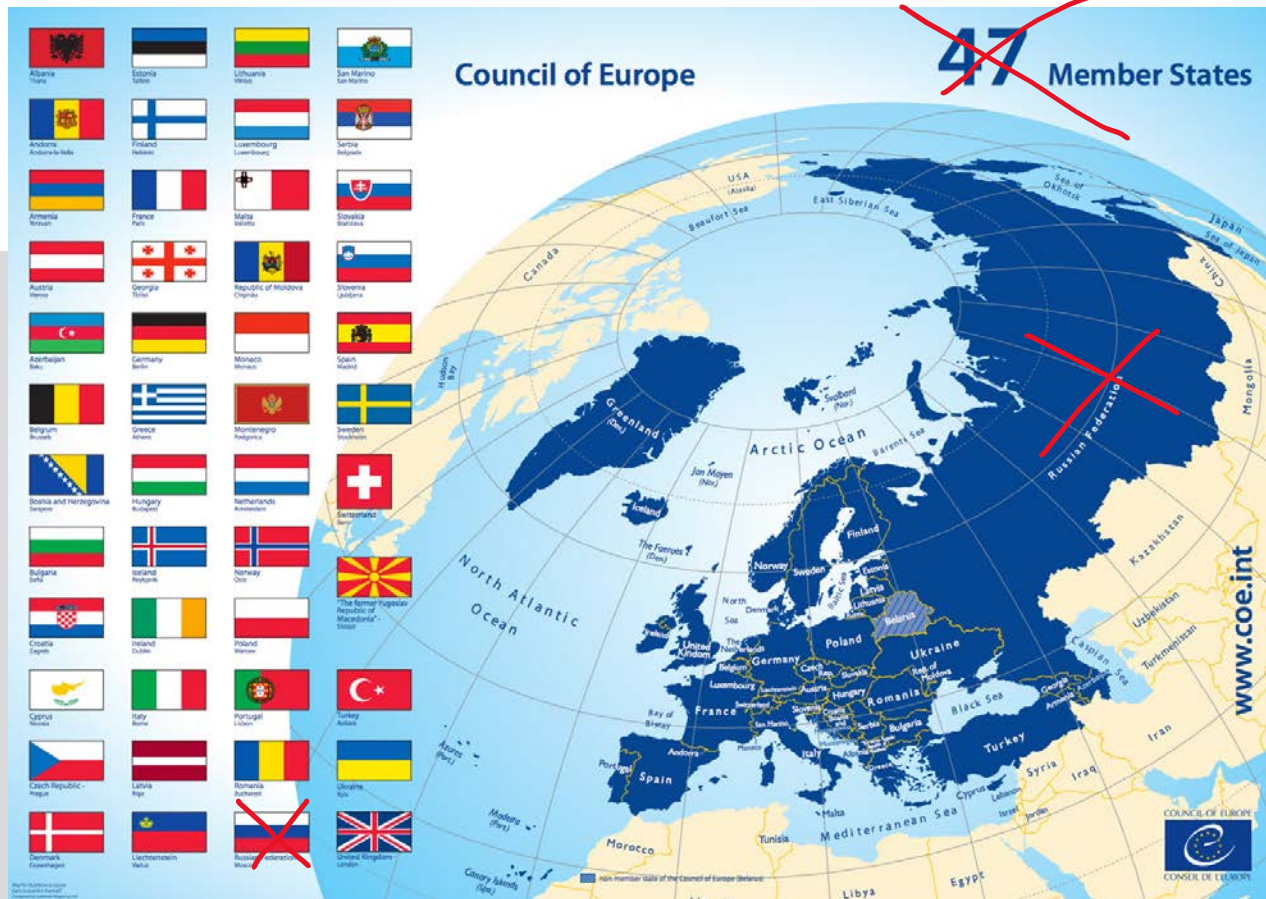 Council of Europe
47 Member States
Albania
Tirana
Estonia
Tallinn
Lithuania
Vilnius
San Marino
San Marino
Andorra
Andorra-la-Vella
Finland
Helsinki
Luxembourg
Luxembourg
Serbia
Belgrade
Armenia
Yerevan
France
Paris
Malta
Valletta
Slovakia
Bratislava
Austria
Vienna
Georgia
Tbilisi
Republic of Moldova
Chişinău
Slovenia
Ljubljana
Azerbaijan
Baku
Germany
Berlin
Monaco
Monaco
Spain
Madrid
Belgium
Brussels
Greece
Athens
Montenegro
Podgorica
Sweden
Stockholm
Bosnia and Herzegovina
Sarajevo
Hungary
Budapest
Netherlands
Amsterdam
Switzerland
Bern
Bulgaria
Sofia
Iceland
Reykjavik
Norway
Oslo
"The former Yugoslav
Republic of
Macedonia" -
Skopje
Croatia
Zagreb
Ireland
Dublin
Poland
Warsaw
Cyprus
Nicosia
Italy
Rome
Portugal
Lisbon
Turkey
Ankara
Czech Republic -
Prague
Latvia
Riga
Romania
Bucharest
Ukraine
Kyiv
Denmark
Copenhagen
Liechtenstein
Vaduz
Russian Federation
United Kingdom
London
USA
(Alaska)
Beaufort Sea
East Siberian Sea
Sea of
Okhotsk
Japan
Sea of Japan
China
Canada
Hudson
Bay
Mongolia
Russian Federation
Greenland
(Den.)
Svalbard
(Nor.)
Arctic Ocean
Barents Sea
Jan Mayen
(Nor.)
Iceland
The Faeroes
(Den.)
North Atlantic
Ocean
Norway
Sweden
Finland
Baltic Sea
Estonia
Latvia
Lithuania
Belarus
Kazakhstan
Uzbekistan
Turkmenistan
Caspian Sea
North
Sea
Denmark
Ireland
United
Kingdom
The
Netherlands
Belgium
Germany
Poland
Ukraine
Luxembourg
Czech
Rep.
Slovakia
Rep. of
Moldova
Liechtenstein
Austria
Hungary
Romania
Switzerland
Slovenia
Croatia
France
San Marino
Serbia
Bulgaria
Black Sea
Georgia
Armenia
Azerbaijan
Bay of
Biscay
Andorra
Monaco
Italy
Albania
Greece
Turkey
Azores
(Port.)
Portugal
Spain
Malta
Mediterranean Sea
Cyprus
Lebanon
Israel
Jordan
Syria
Iraq
Iran
Madeira
(Port.)
Morocco
Tunisia
Canary Islands
(Sp.)
Libya
Egypt
Non-member state of the Council of Europe (Belarus)
www.coe.int
COUNCIL OF EUROPE
CONSEIL DE L'EUROPE